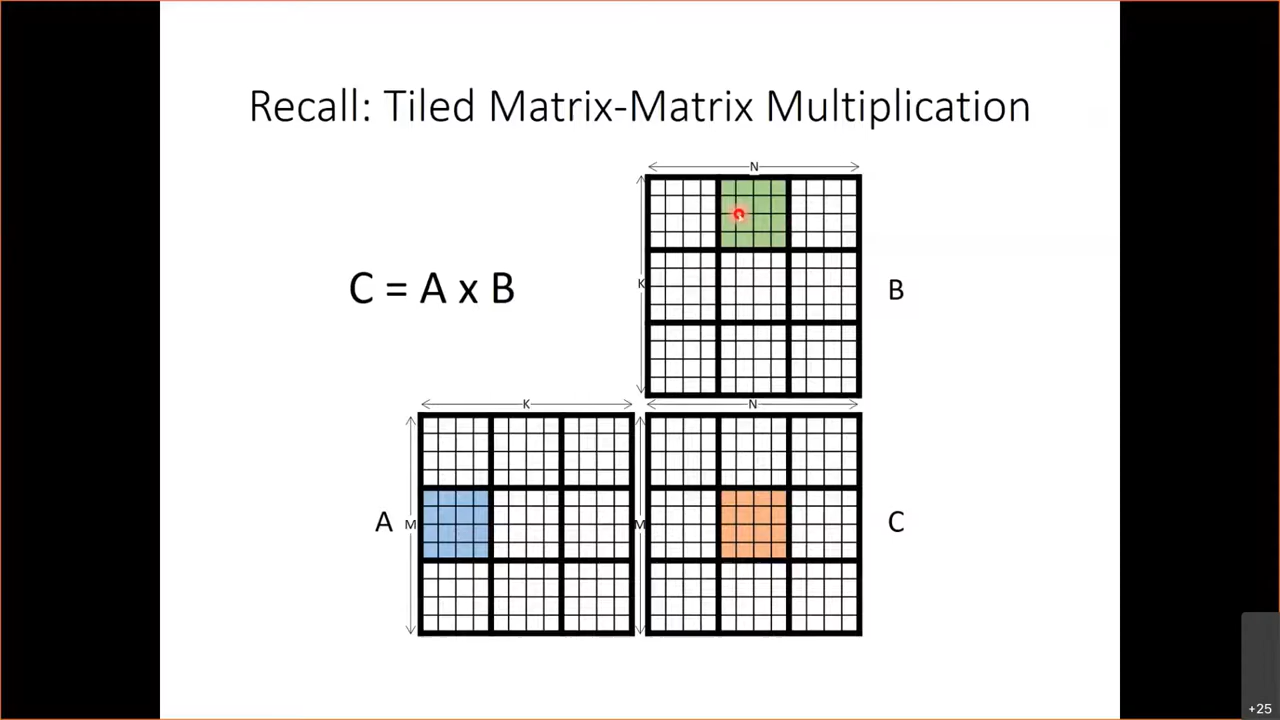 Recall: Tiled Matrix-Matrix Multiplication
N
C = A x B
K
B
K
N
A
M
M
C
+25